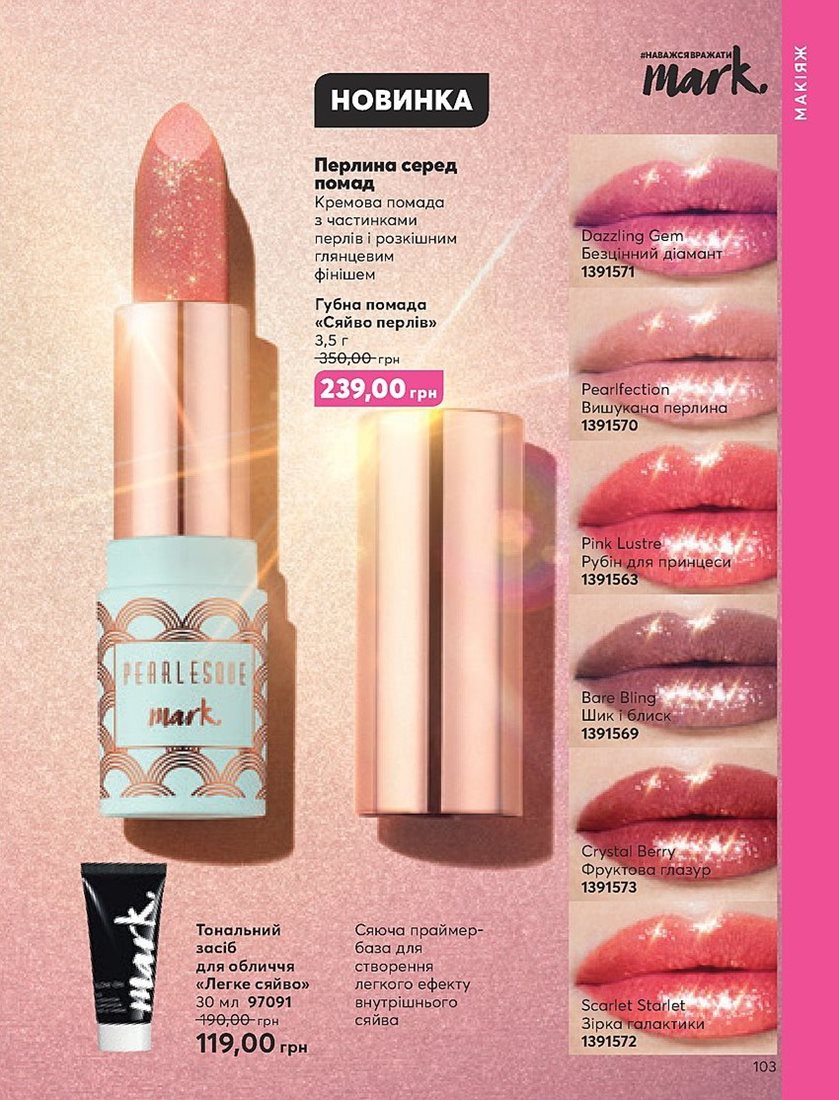 #НАВАЖСЯВРАЖАТИ
mark.
МАКІЯЖ
НОВИНКА
Перлина серед
помад
Кремова помада
з частинками
перлів і розкішним
глянцевим
фінішем
Губна помада
«Сяйво перлів»
3,5 г
350,00 грн
239,00 грн
PEARLESQUE
mark.
Dazzling Gem
Безцінний діамант
1391571
Pearlfection
Вишукана перлина
1391570
Pink Lustre
Рубін для принцеси
1391563
Bare Bling
Шик і блиск
1391569
Crystal Berry
Фруктова глазур
1391573
Scarlet Starlet
Зірка галактики
1391572
mark.
Тональний
засіб
для обличчя
«Легке сяйво»
30 мл 97091
190,00 грн
119,00 грн
Сяюча праймер-
база для
створення
легкого ефекту
внутрішнього
сяйва
103